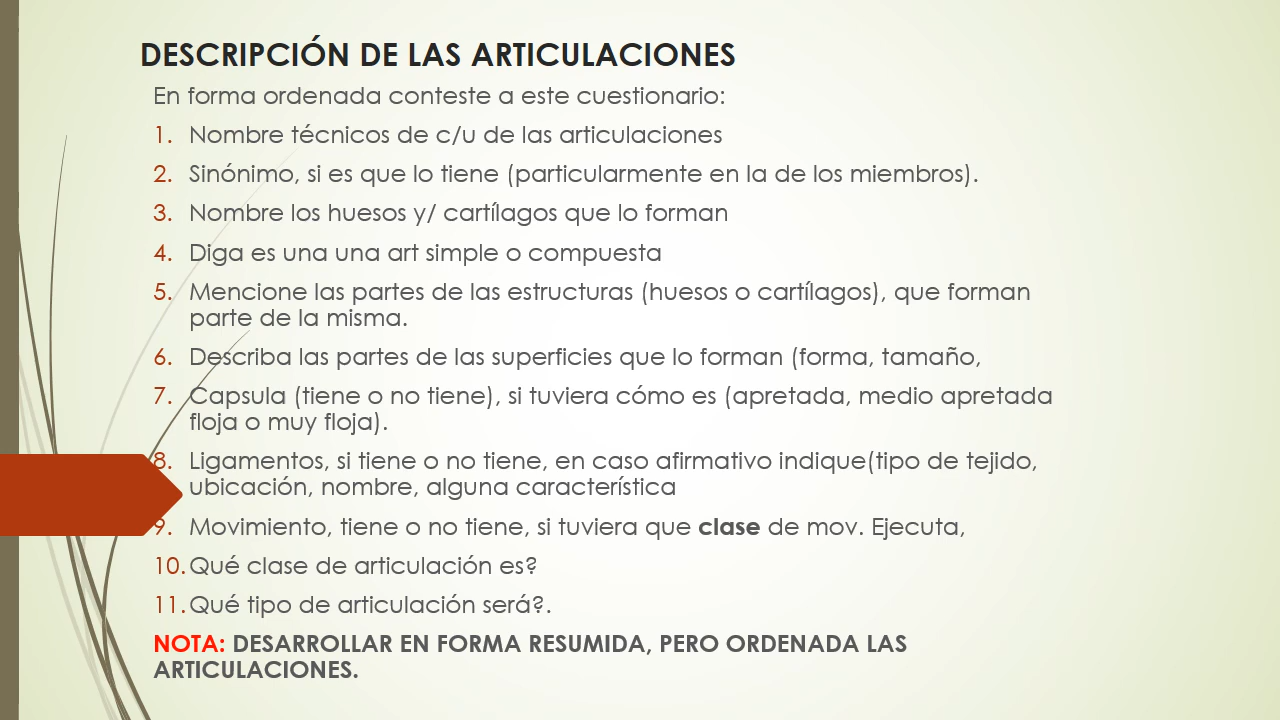 DESCRIPCIÓN DE LAS ARTICULACIONES
En forma ordenada conteste a este cuestionario:
1. Nombre técnicos de c/u de las articulaciones
2. Sinónimo, si es que lo tiene (particularmente en la de los miembros).
3. Nombre los huesos y/ cartílagos que lo forman
4. Diga es una una art simple o compuesta
5. Mencione las partes de las estructuras (huesos o cartílagos), que forman
parte de la misma.
6. Describa las partes de las superficies que lo forman (forma, tamaño,
7. Capsula (tiene o no tiene), si tuviera cómo es (apretada, medio apretada
floja o muy floja).
8. Ligamentos, si tiene o no tiene, en caso afirmativo indique(tipo de tejido,
ubicación, nombre, alguna característica
9. Movimiento, tiene o no tiene, si tuviera que clase de mov. Ejecuta,
10. Qué clase de articulación es?
11. Qué tipo de articulación será?.
NOTA: DESARROLLAR EN FORMA RESUMIDA, PERO ORDENADA LAS
ARTICULACIONES.